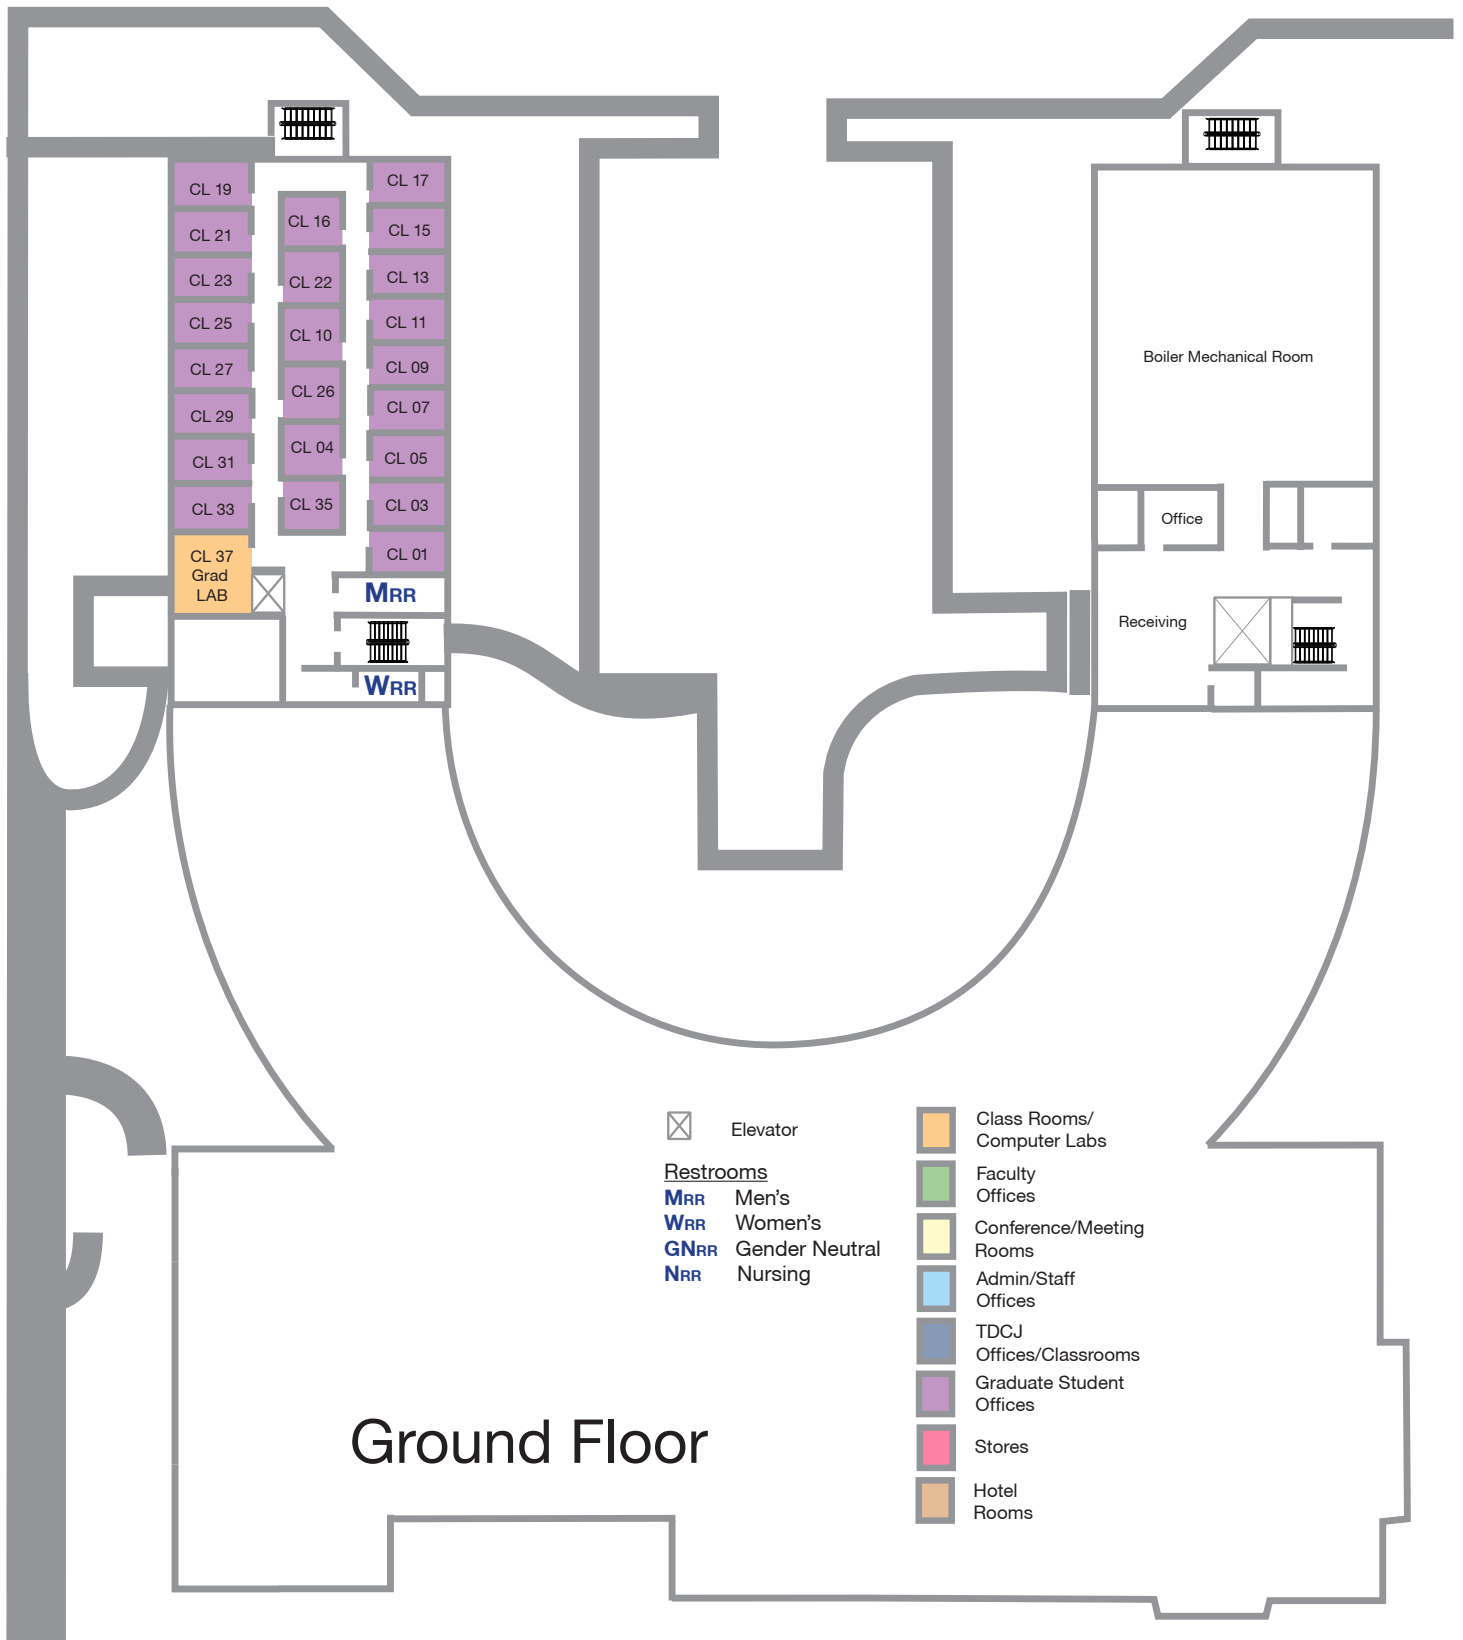 CL 19
CL 21
CL 23
CL 25
CL 27
CL 29
CL 31
CL 33
CL 37
Grad
LAB
CL 16
CL 22
CL 10
CL 26
CL 04
CL 35
CL 17
CL 15
CL 13
CL 11
CL 09
CL 07
CL 05
CL 03
CL 01
MRR
WRR
Boiler Mechanical Room
Office
Receiving
Elevator
Restrooms
MRR Men's
WRR Women's
GNRR Gender Neutral
NRR Nursing
Class Rooms/
Computer Labs
Faculty
Offices
Conference/Meeting
Rooms
Admin/Staff
Offices
TDCJ
Offices/Classrooms
Graduate Student
Offices
Stores
Hotel
Rooms
Ground Floor